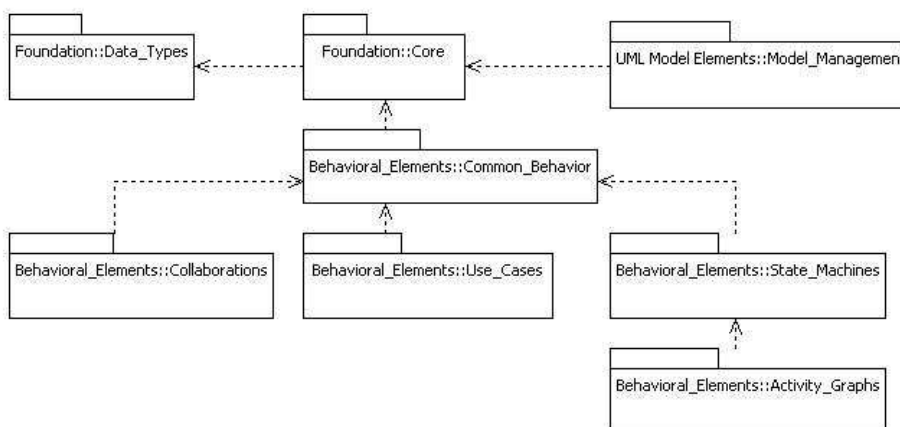 Foundation::Data_Types
Foundation::Core
UML Model Elements::Model_Managemen
Behavioral_Elements::Common_Behavior
Behavioral_Elements::Collaborations
Behavioral_Elements::Use_Cases
Behavioral_Elements::State_Machines
Behavioral_Elements::Activity_Graphs